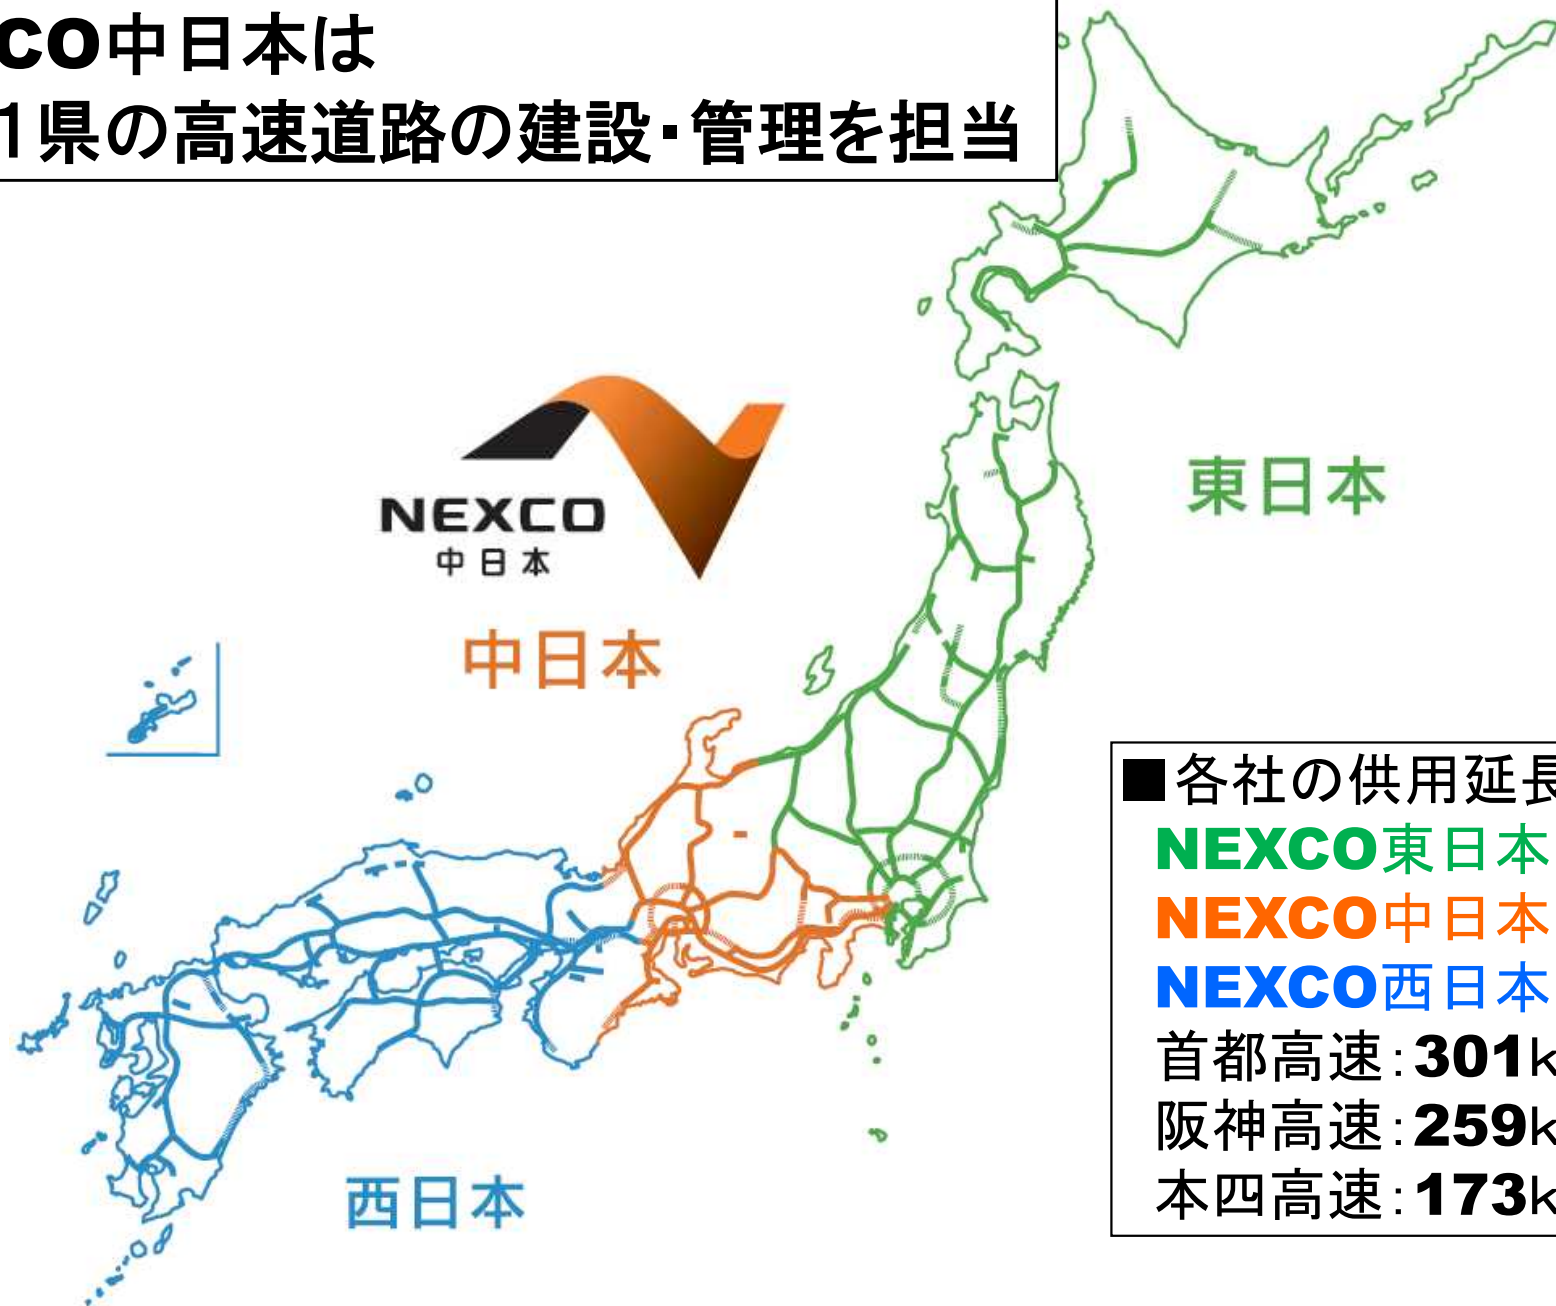 CO中日本は
1県の高速道路の建設・管理を担当
東日本
NEXCO
中日本
中日本
■各社の供用延長
NEXCO東日本
NEXCO中日本
NEXCO西日本
首都高速：301k
阪神高速：259k
本四高速：173k
西日本